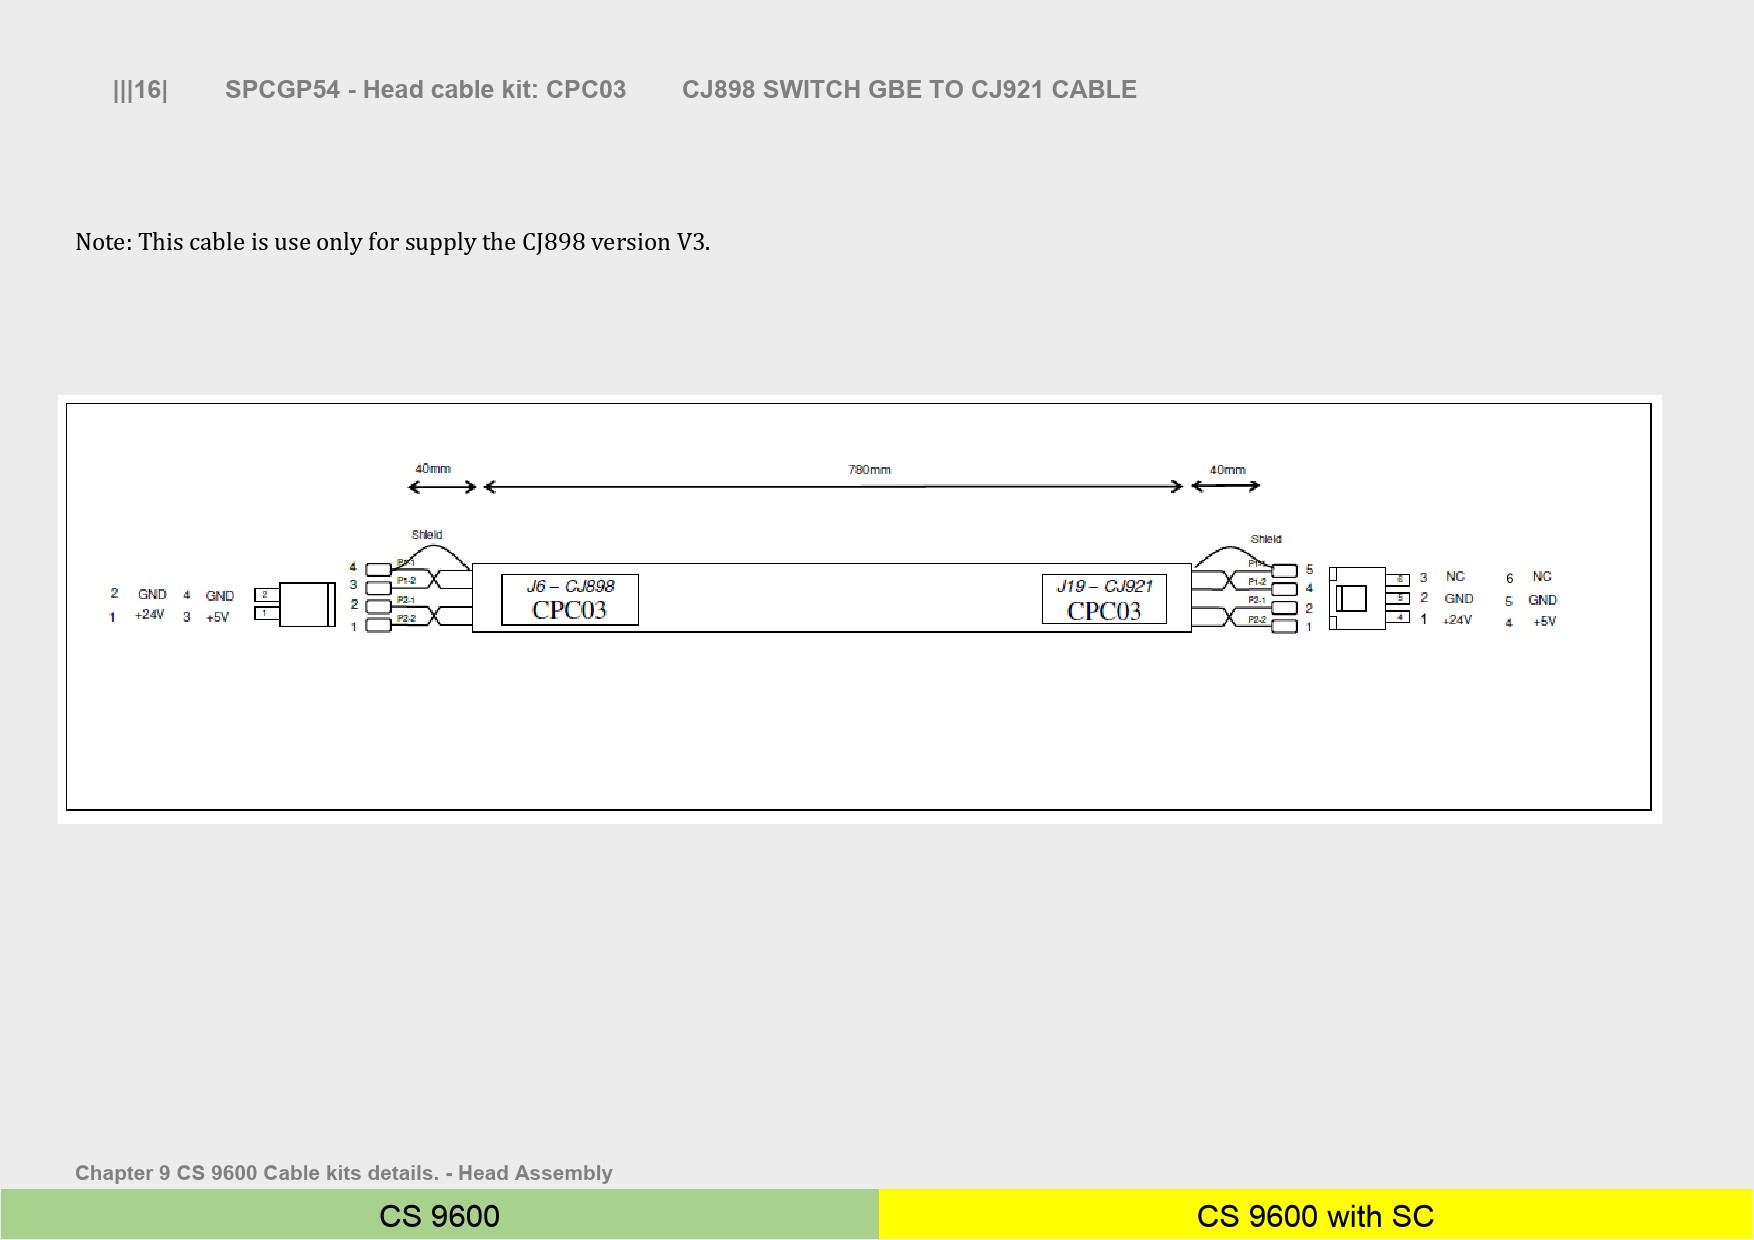 |||16| SPCGP54 - Head cable kit: CPC03 CJ898 SWITCH GBE TO CJ921 CABLE
Note: This cable is use only for supply the CJ898 version V3.
40mm 780mm 40mm
Shield Shield
4 P1-1 P1-1 5
3 P1-2 P1-2 4
2 P2-1 P2-1 2
1 P2-2 P2-2 1
J6 – CJ898
CPC03
J19 – CJ921
CPC03
2 GND 4 GND 2
1 +24V 3 +5V 1
6 3 NC 6 NC
5 2 GND 5 GND
4 1 +24V 4 +5V
Chapter 9 CS 9600 Cable kits details. - Head Assembly
CS 9600 CS 9600 with SC